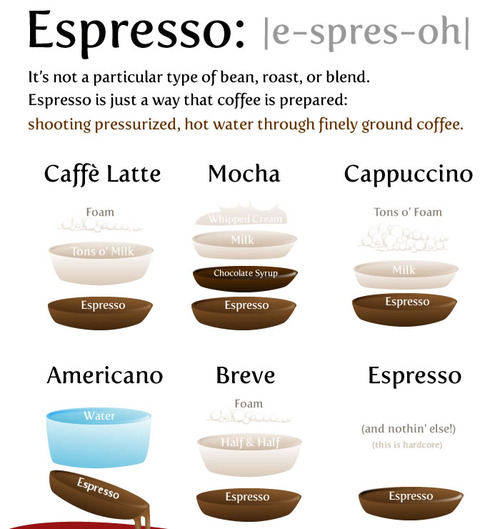 Espresso: |e-spres-oh|
It's not a particular type of bean, roast, or blend.
Espresso is just a way that coffee is prepared:
shooting pressurized, hot water through finely ground coffee.
Caffè Latte
Foam
Tons o' Milk
Espresso
Mocha
Whipped Cream
Milk
Chocolate Syrup
Espresso
Cappuccino
Tons o' Foam
Milk
Espresso
Americano
Water
Espresso
Breve
Foam
Half & Half
Espresso
Espresso
(and nothin' else!)
(this is hardcore)
Espresso